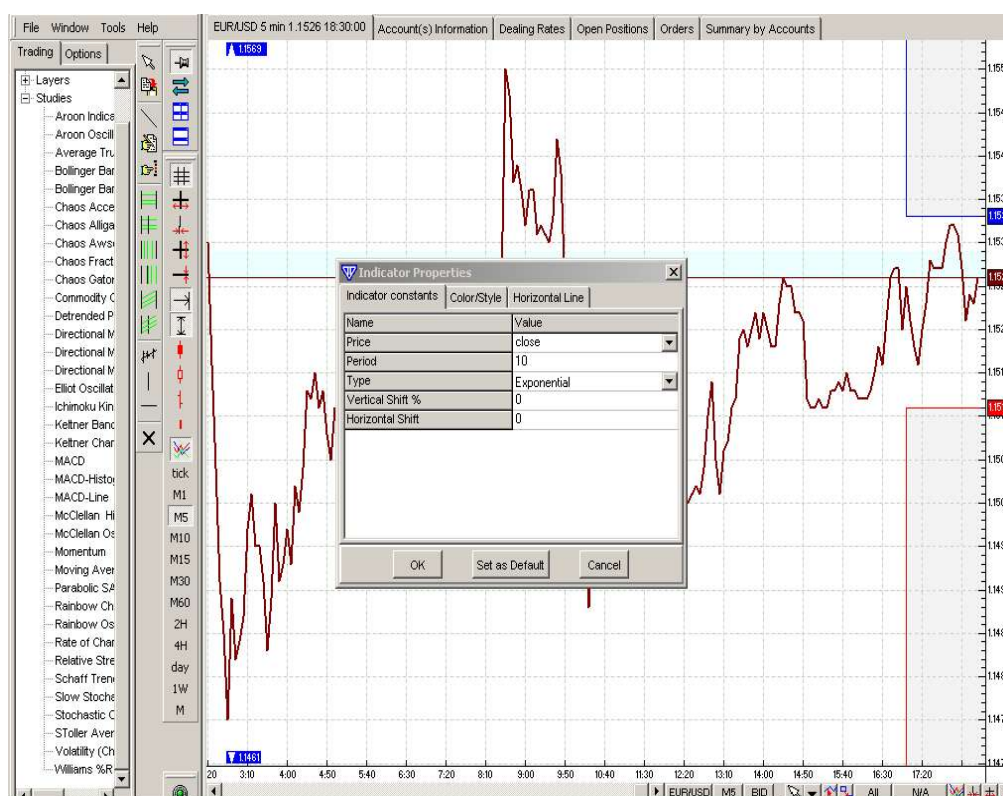 File Window Tools Help
EUR/USD 5 min 1.1526 18:30:00 Account(s) Information Dealing Rates Open Positions Orders Summary by Accounts
Trading Options
Layers
Studies
Aroon Indica
Aroon Oscill
Average Tru
Bollinger Bar
Bollinger Bar
Chaos Acce
Chaos Alliga
Chaos Aws
Chaos Fract
Chaos Gator
Commodity C
Detrended P
Directional M
Directional M
Directional M
Elliot Oscillat
Ichimoku Kin
Keltner Banc
Keltner Char
MACD
MACD-Histo
MACD-Line
McClellan Hi
McClellan Os
Momentum
Moving Aver
Parabolic SA
Rainbow Ch
Rainbow Os
Rate of Char
Relative Stre
Schaff Tren
Slow Stocha
Stochastic C
SToller Aver
Volatility (Ch
Williams %R
tick
M1
M5
M10
M15
M30
M60
2H
4H
day
1W
M
1.1569
Indicator Properties
Indicator constants Color/Style Horizontal Line
Name Value
Price close
Period 10
Type Exponential
Vertical Shift % 0
Horizontal Shift 0
OK Set as Default Cancel
1.1461
20 3:10 4:00 4:50 5:40 6:30 7:20 8:10 9:00 9:50 10:40 11:30 12:20 13:10 14:00 14:50 15:40 16:30 17:20
EUR/USD M5 BID All N/A